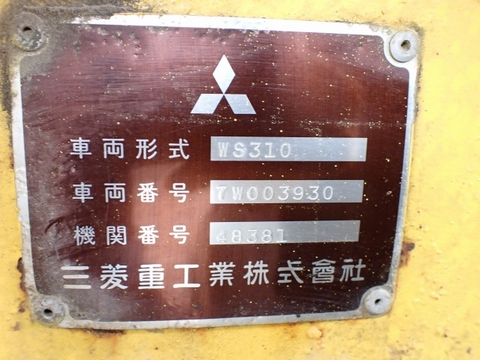 車両形式 WS310
車両番号 7W003930
機関番号 48381
三菱重工業株式會社